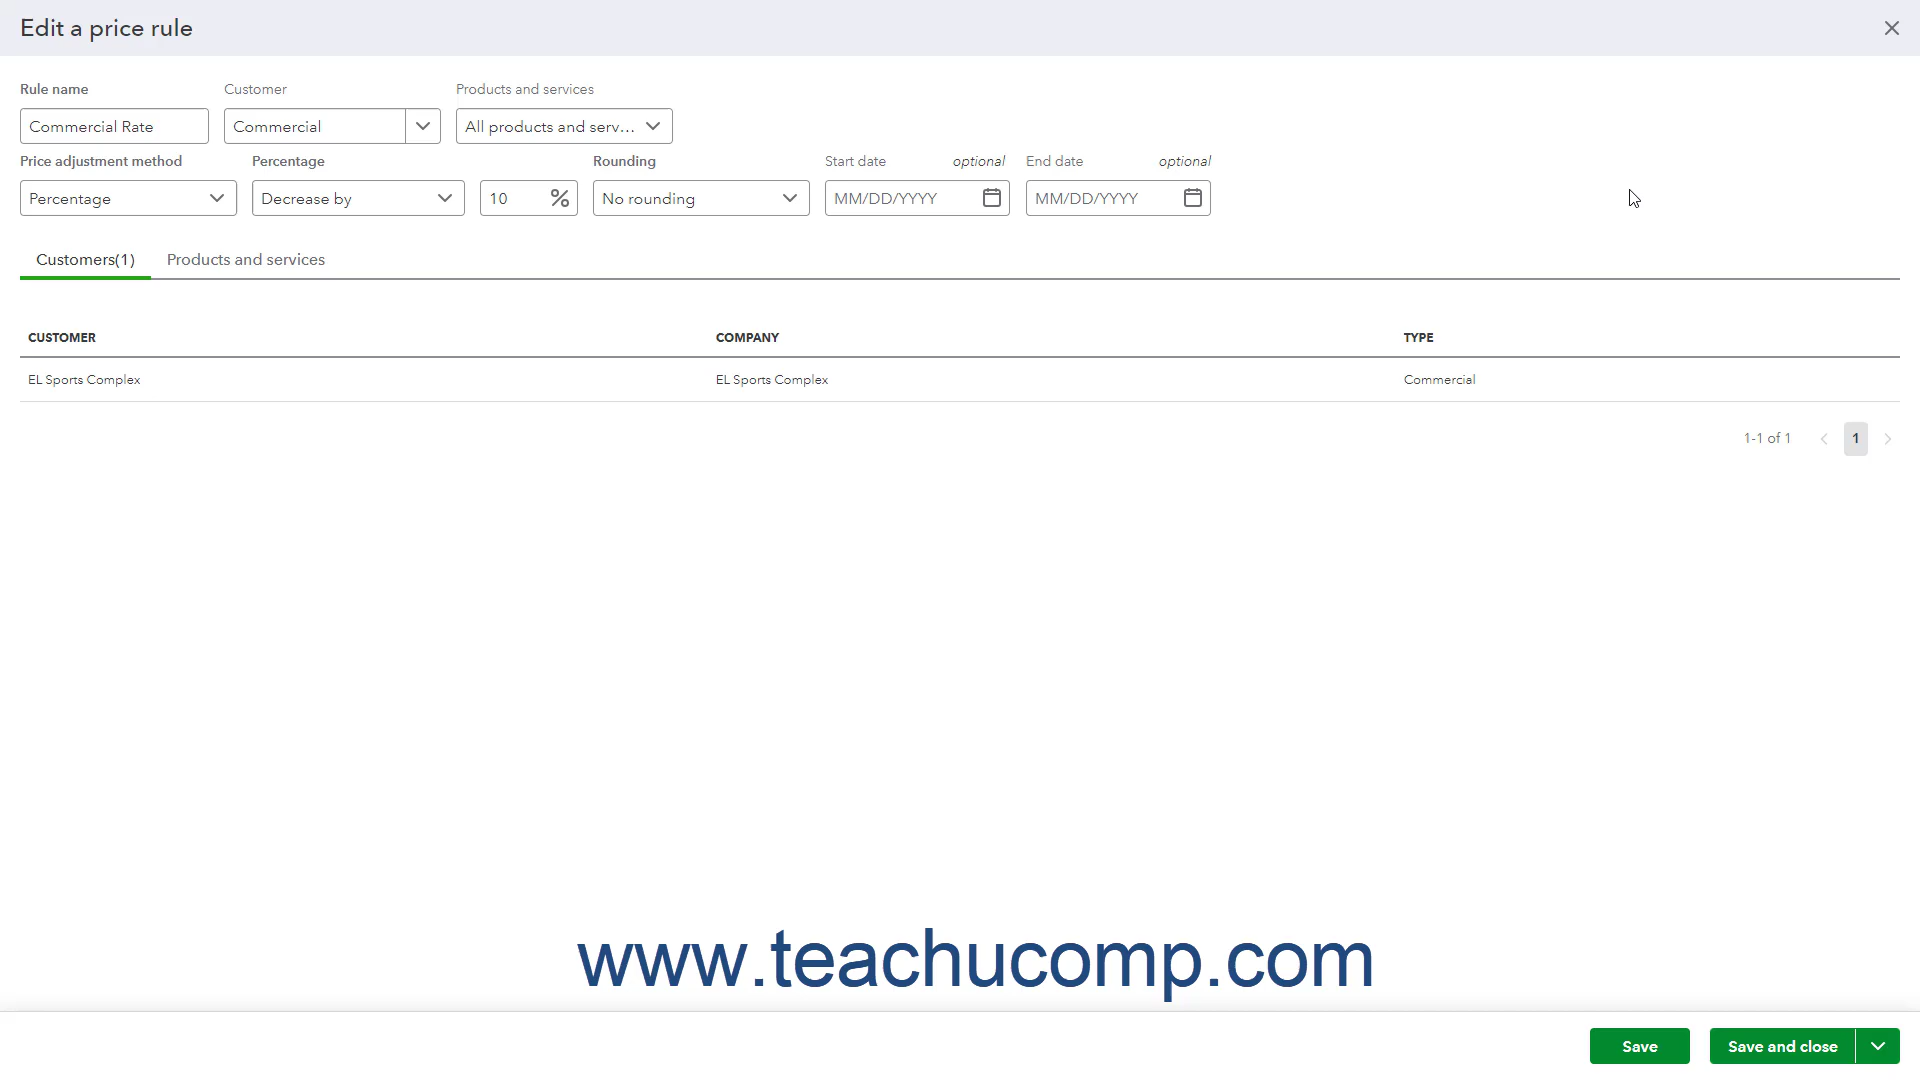 Edit a price rule
Rule name Customer Products and services
Commercial Rate Commercial All products and serv...
Price adjustment method Percentage Rounding Start date optional End date optional
Percentage Decrease by 10 % No rounding MM/DD/YYYY MM/DD/YYYY
Customers(1) Products and services
CUSTOMER COMPANY TYPE
EL Sports Complex EL Sports Complex Commercial
1-1 of 1 < 1 >
www.teachucomp.com
Save Save and close